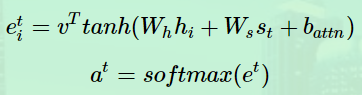 e_i^t = v^T tanh(W_h h_i + W_s s_t + b_attn)
a^t = softmax(e^t)